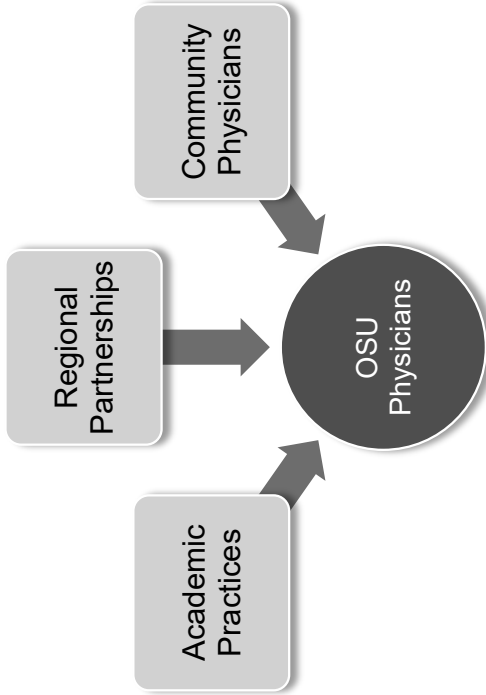 Academic
Practices
Regional
Partnerships
Community
Physicians
OSU
Physicians